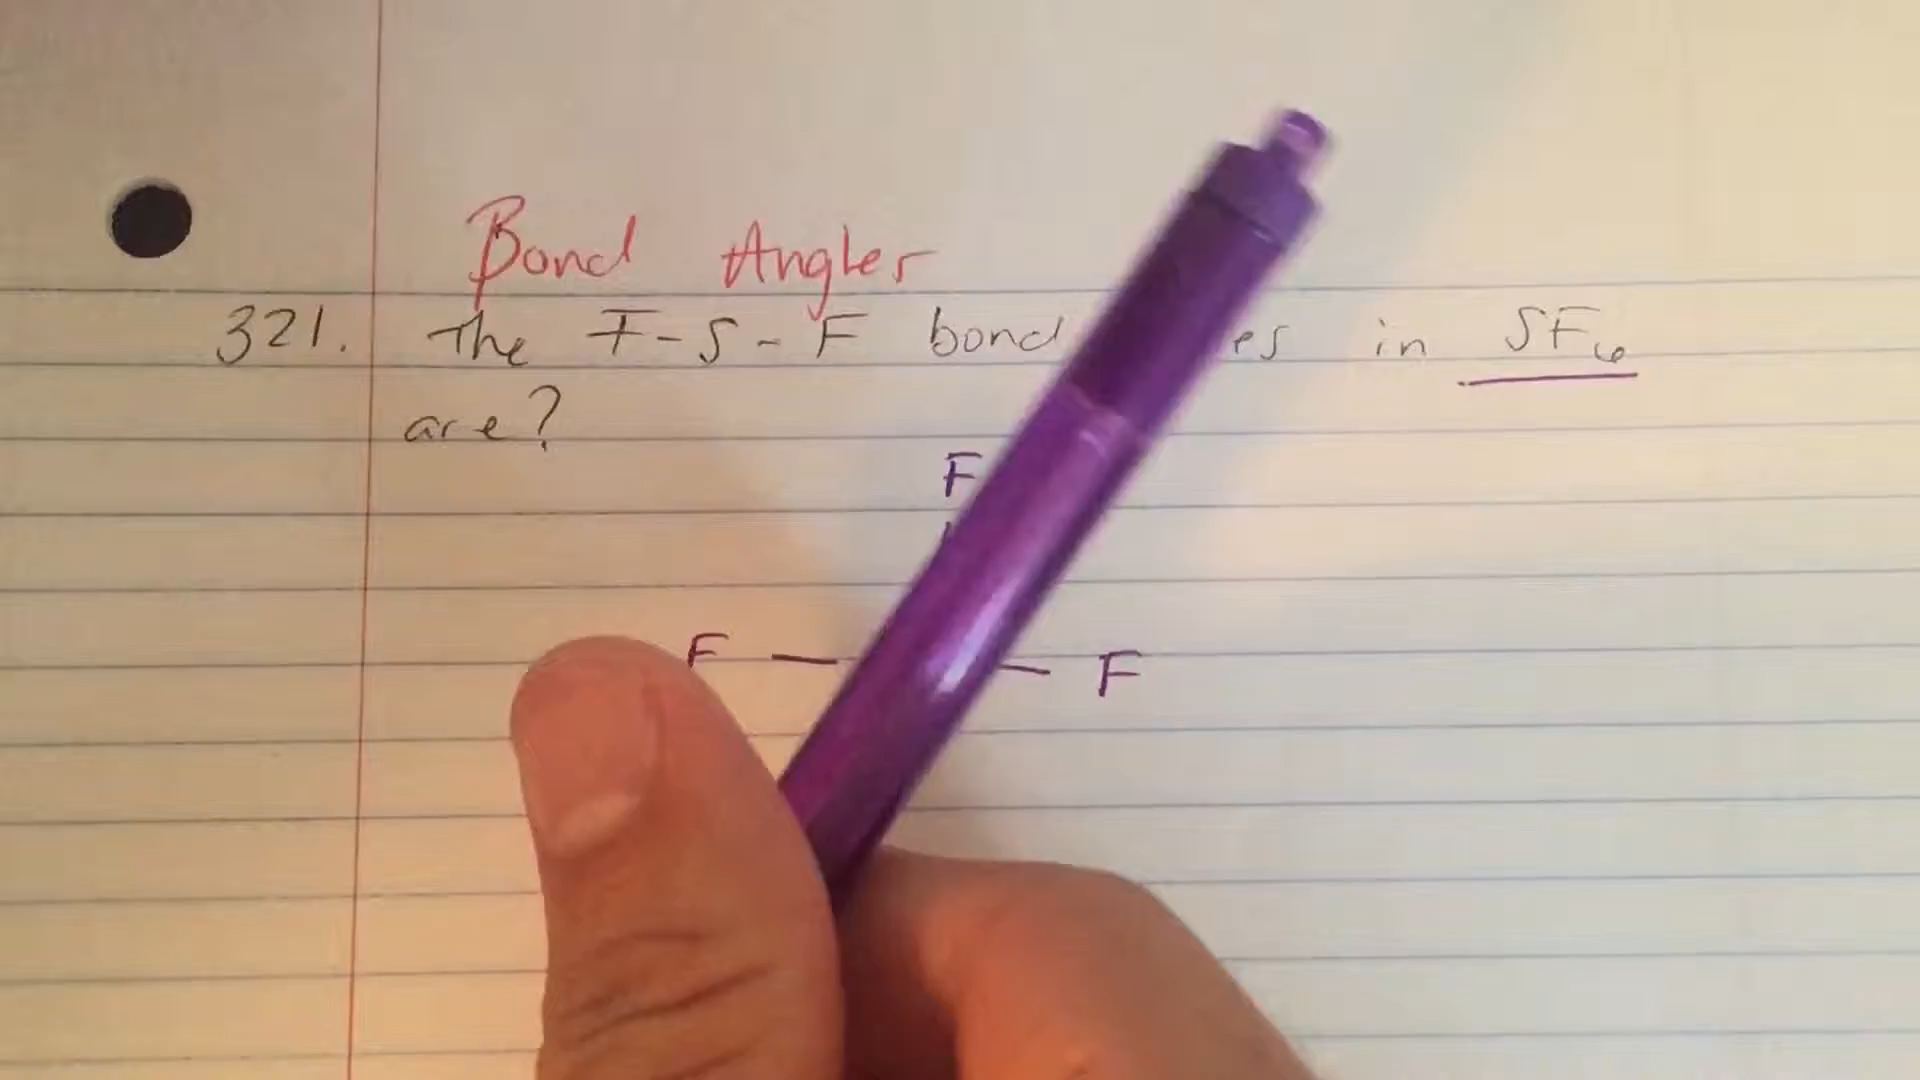 Bond Angles
321. The F-S-F bond es in SF6
are?
F
F — — F